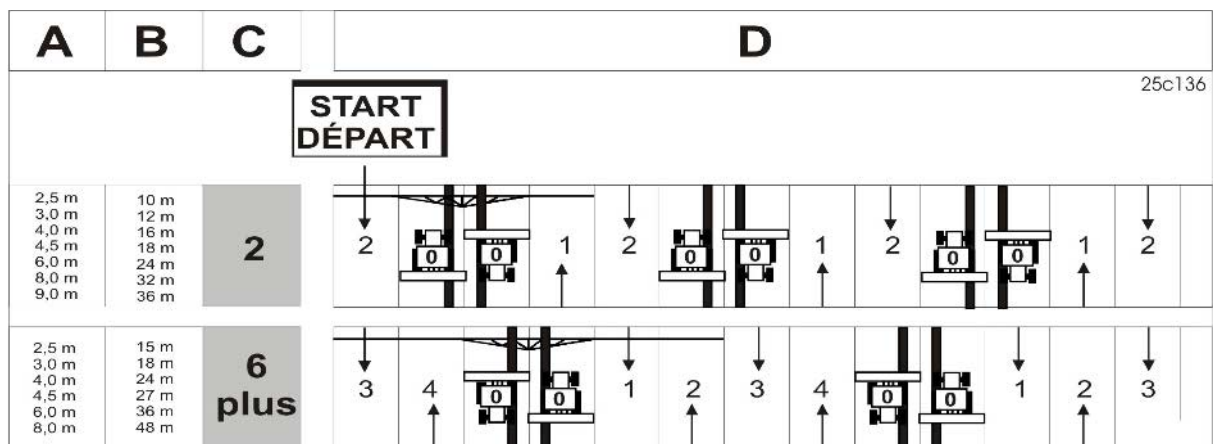 A B C D
25c136
START
DÉPART
2,5 m 10 m
3,0 m 12 m
4,0 m 16 m
4,5 m 18 m
6,0 m 24 m
8,0 m 32 m
9,0 m 36 m
2
2 0 0 1 2 0 0 1 2 0 0 1 2
2,5 m 15 m
3,0 m 18 m
4,0 m 24 m
4,5 m 27 m
6,0 m 36 m
8,0 m 48 m
6
plus
3 4 0 0 1 2 3 4 0 0 1 2 3